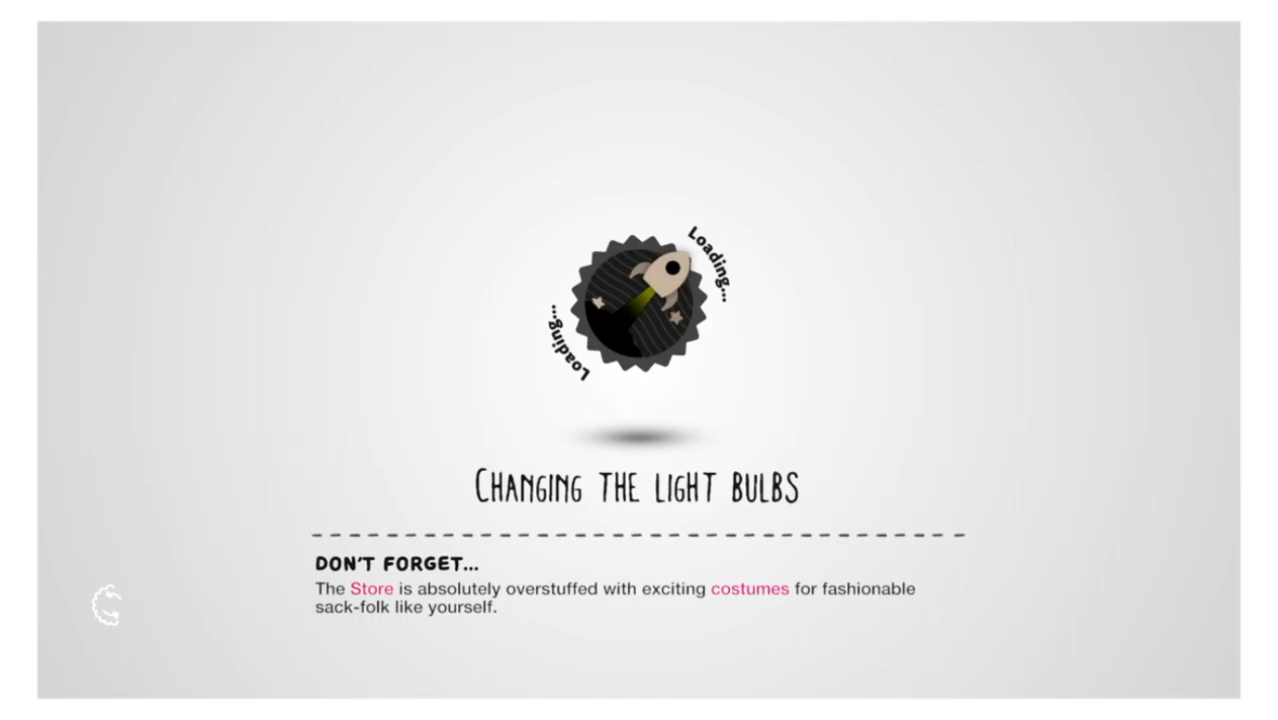 Loading...
Loading...
CHANGING THE LIGHT BULBS
DON'T FORGET...
The Store is absolutely overstuffed with exciting costumes for fashionable
sack-folk like yourself.